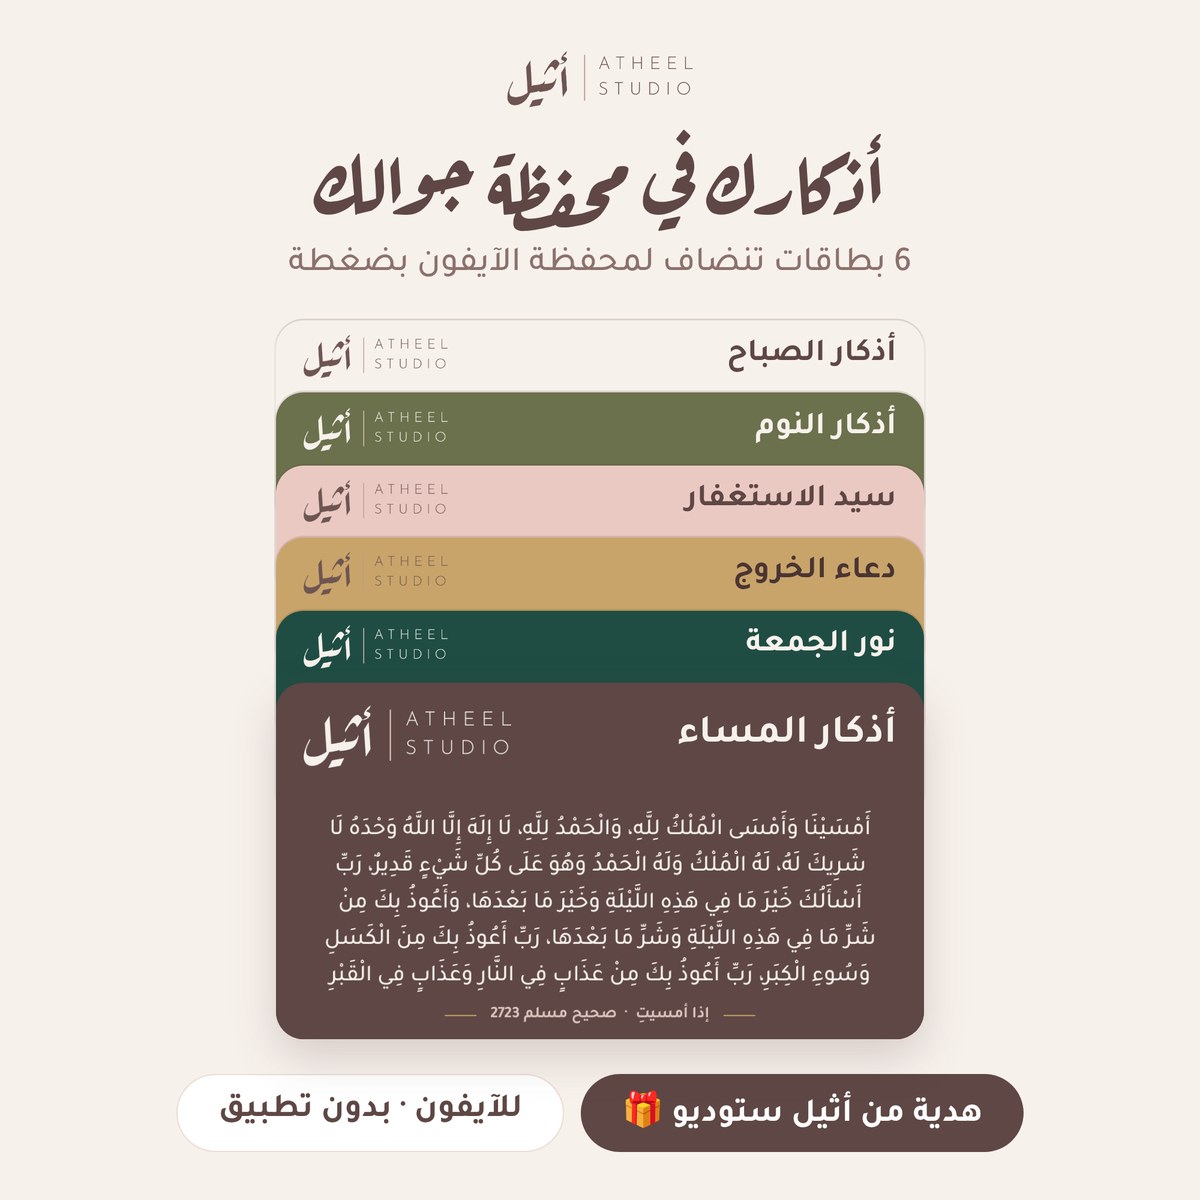 أثيل
ATHEEL
STUDIO
أذكارك في محفظة جوالك
6 بطاقات تنضاف لمحفظة الآيفون بضغطة
أذكار الصباح
أثيل
ATHEEL
STUDIO
أذكار النوم
أثيل
ATHEEL
STUDIO
سيد الاستغفار
أثيل
ATHEEL
STUDIO
دعاء الخروج
أثيل
ATHEEL
STUDIO
نور الجمعة
أثيل
ATHEEL
STUDIO
أذكار المساء
أثيل
ATHEEL
STUDIO
أَمْسَيْنَا وَأَمْسَى الْمُلْكُ لِلَّهِ، وَالْحَمْدُ لِلَّهِ، لَا إِلَهَ إِلَّا اللَّهُ وَحْدَهُ لَا
شَرِيكَ لَهُ، لَهُ الْمُلْكُ وَلَهُ الْحَمْدُ وَهُوَ عَلَى كُلِّ شَيْءٍ قَدِيرٌ، رَبِّ
أَسْأَلُكَ خَيْرَ مَا فِي هَذِهِ اللَّيْلَةِ وَخَيْرَ مَا بَعْدَهَا، وَأَعُوذُ بِكَ مِنْ
شَرِّ مَا فِي هَذِهِ اللَّيْلَةِ وَشَرِّ مَا بَعْدَهَا، رَبِّ أَعُوذُ بِكَ مِنَ الْكَسَلِ
وَسُوءِ الْكِبَرِ، رَبِّ أَعُوذُ بِكَ مِنْ عَذَابٍ فِي النَّارِ وَعَذَابٍ فِي الْقَبْرِ
إذا أمسيتِ · صحيح مسلم 2723
هدية من أثيل ستوديو 🎁
للآيفون · بدون تطبيق